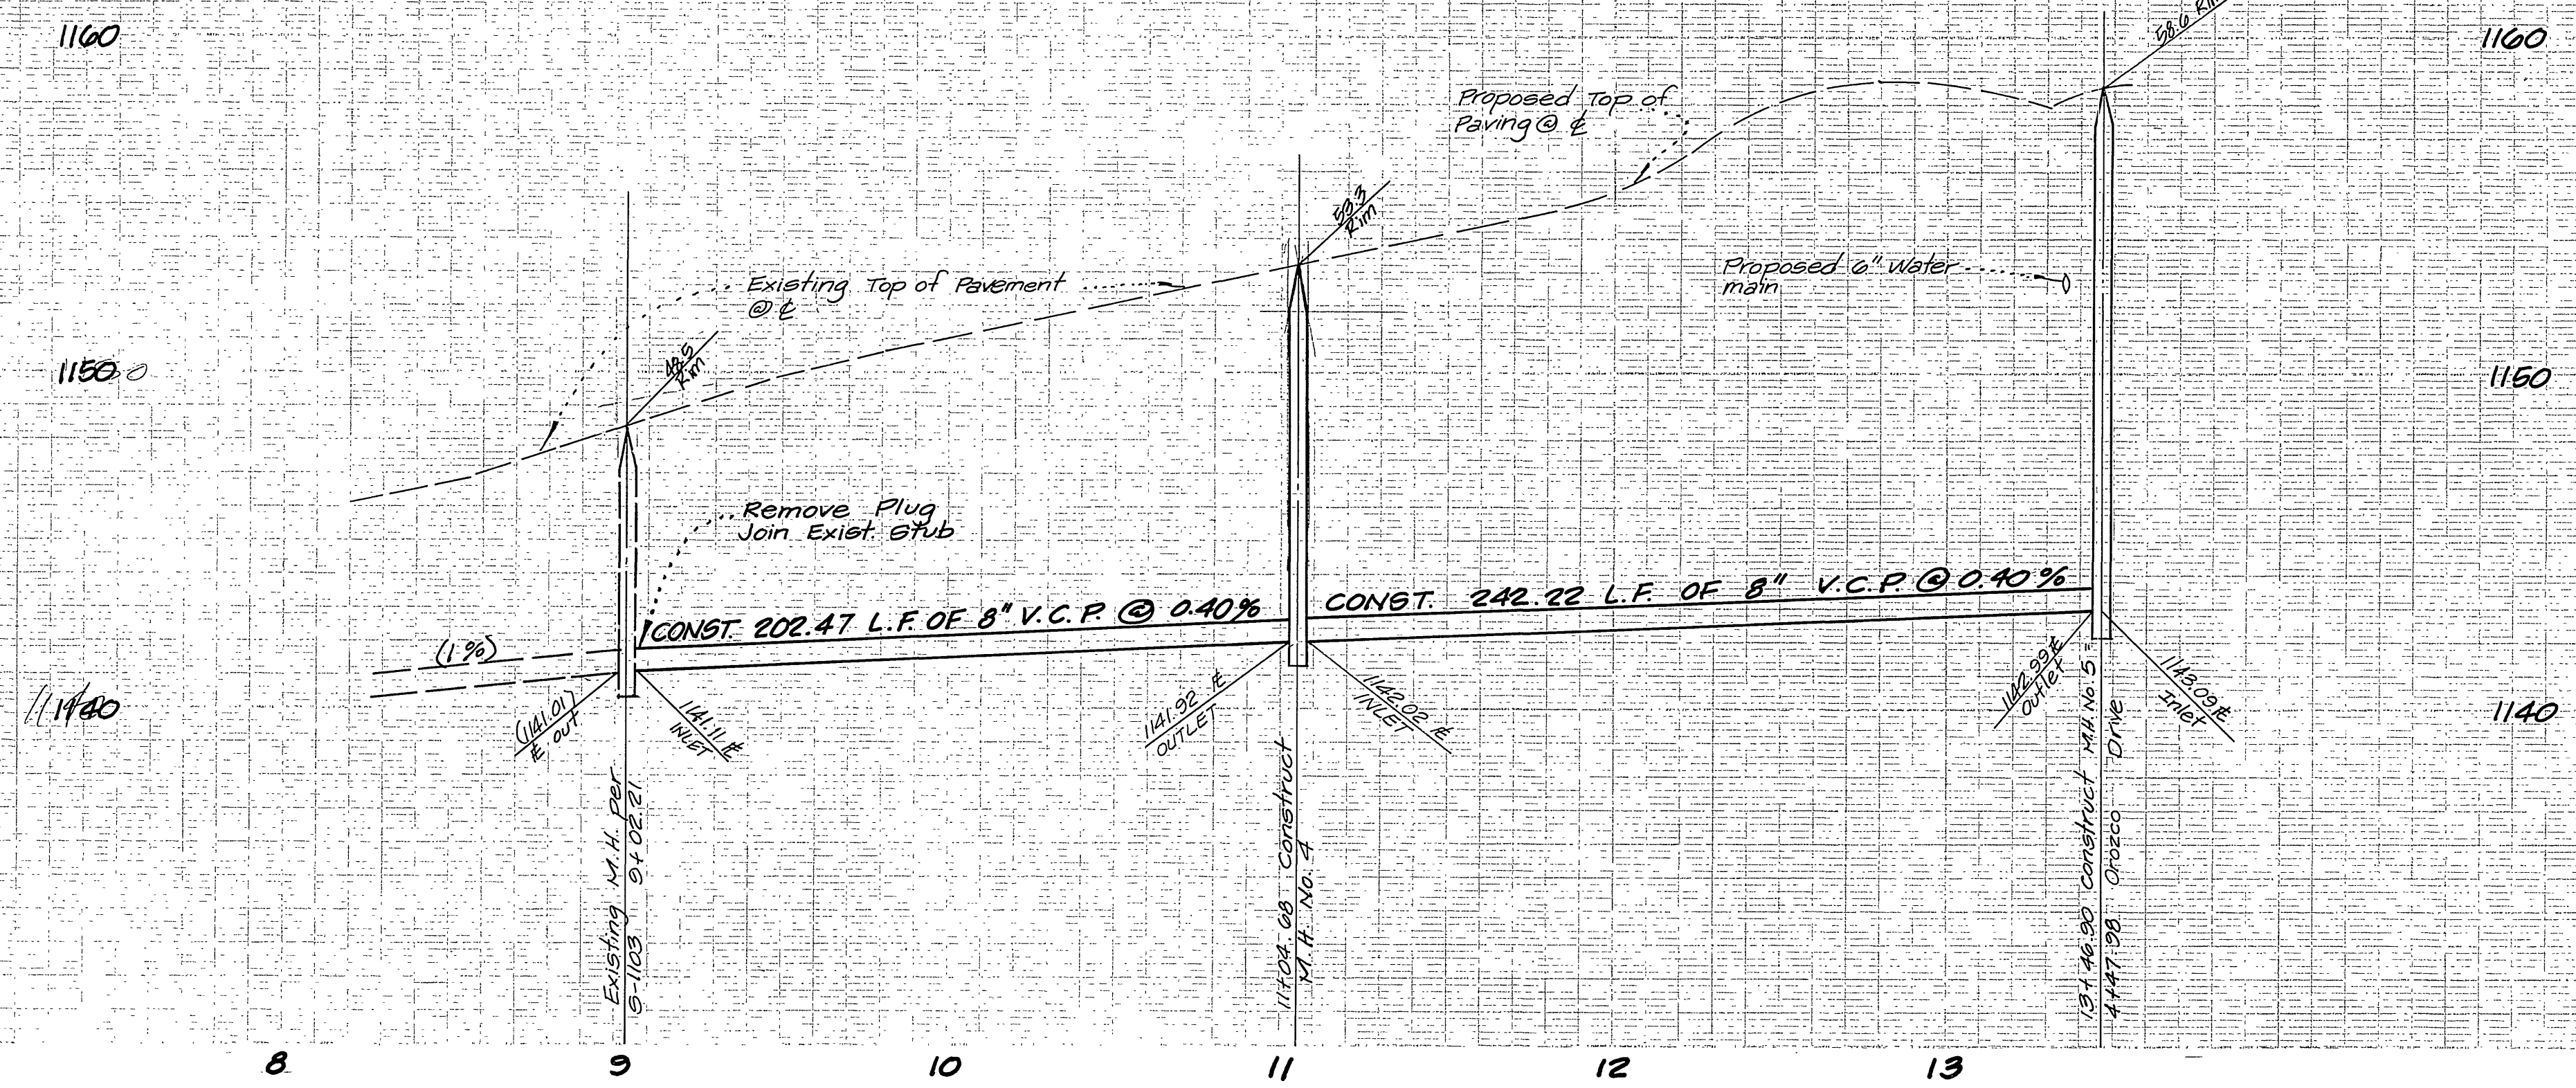 1160
1160
58.6 Rim
Proposed Top of
Paving @ ℄
53.3
Rim
Existing Top of Pavement
@ ℄
Proposed 6" Water
main
1150
1150
48.5
Rim
Remove Plug
Join Exist. Stub
CONST. 202.47 L.F. OF 8" V.C.P. @ 0.40%
CONST. 242.22 L.F. OF 8" V.C.P. @ 0.40%
(1%)
1140
1140
(1141.01)
℄ OUT
1141.11 ℄
INLET
1141.92 ℄
OUTLET
1142.02 ℄
INLET
1142.99 ℄
Outlet
1143.09 ℄
Inlet
Existing M.H. per
S-1103 9+02.21
11+04.68 Construct
M.H. No. 4
13+46.90 Construct M.H. No 5 =
4+47.98 Orozco Drive
8
9
10
11
12
13